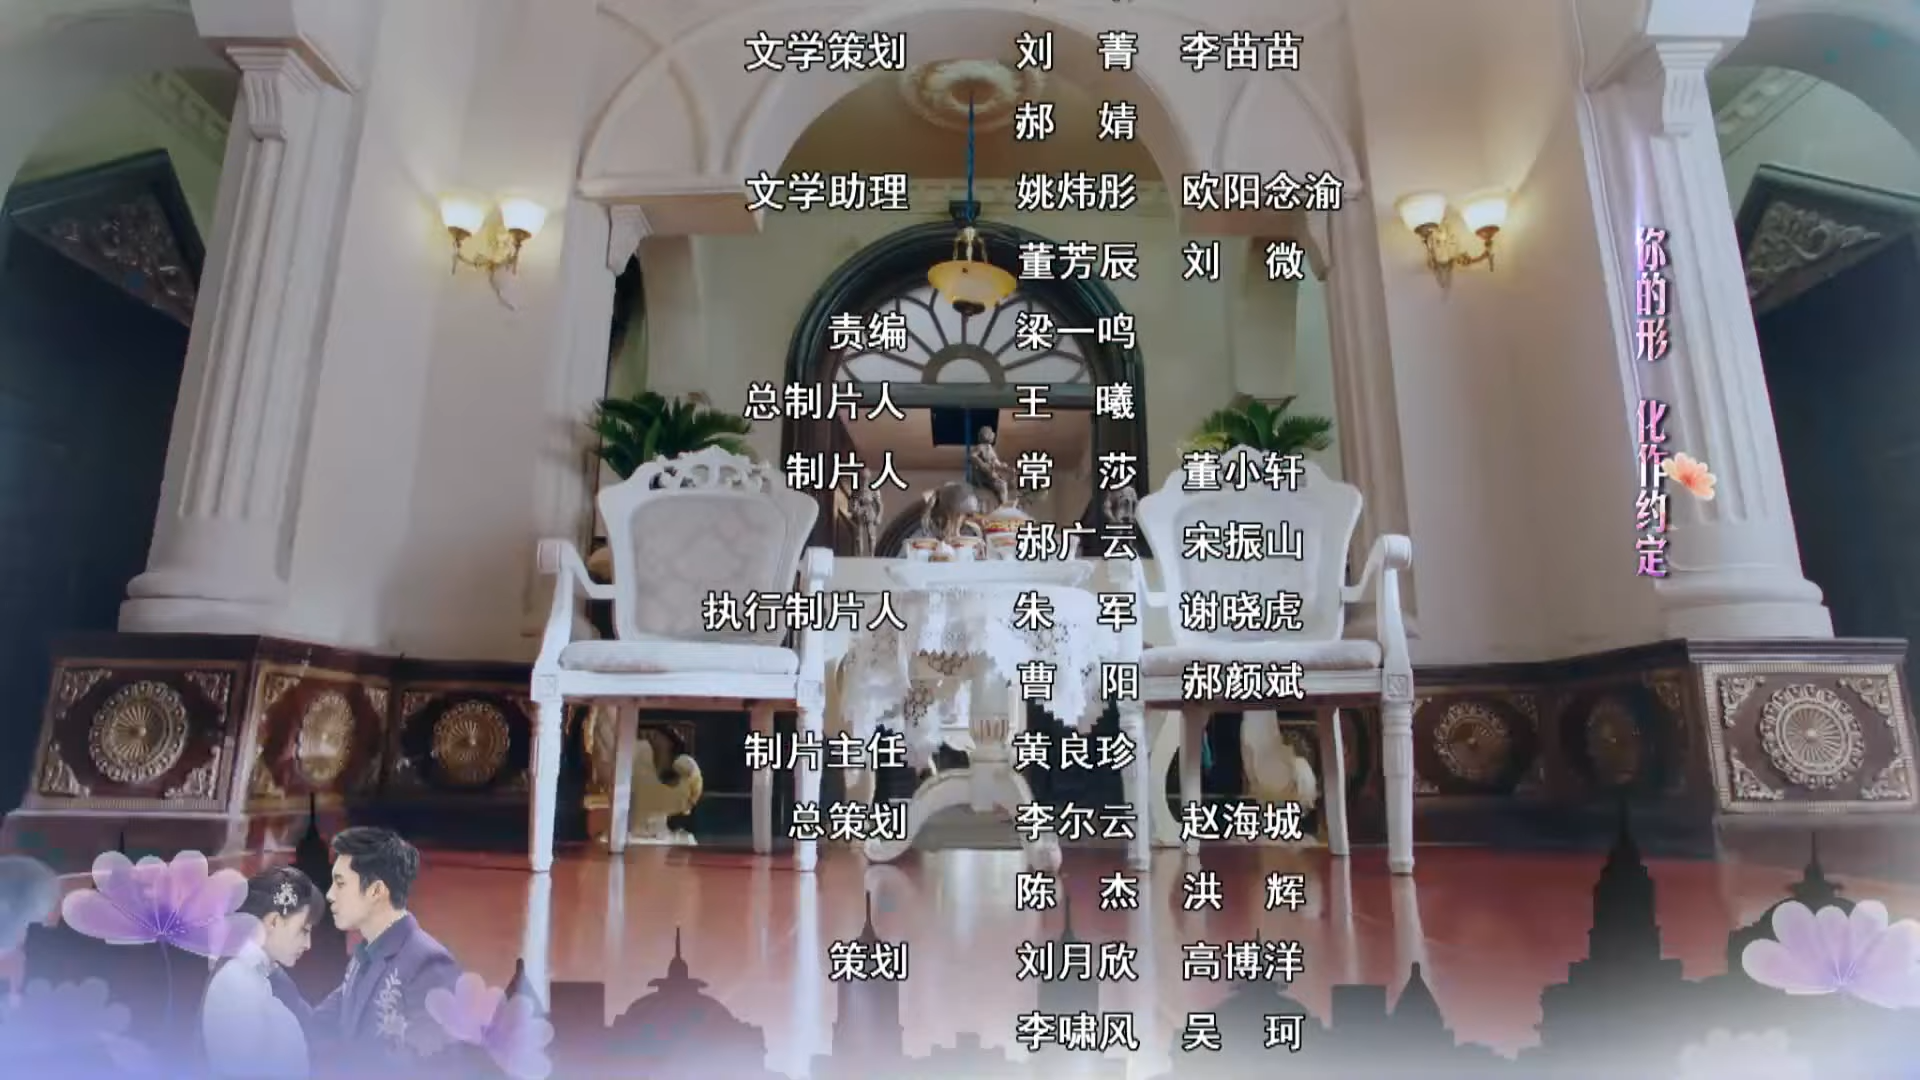 文学策划 刘菁 李苗苗
郝婧
文学助理 姚炜彤 欧阳念渝
董芳辰 刘微
责编 梁一鸣
总制片人 王曦
制片人 常莎 董小轩
郝广云 宋振山
执行制片人 朱军 谢晓虎
曹阳 郝颜斌
制片主任 黄良珍
总策划 李尔云 赵海城
陈杰 洪辉
策划 刘月欣 高博洋
李啸风 吴珂
你的形 化作约定